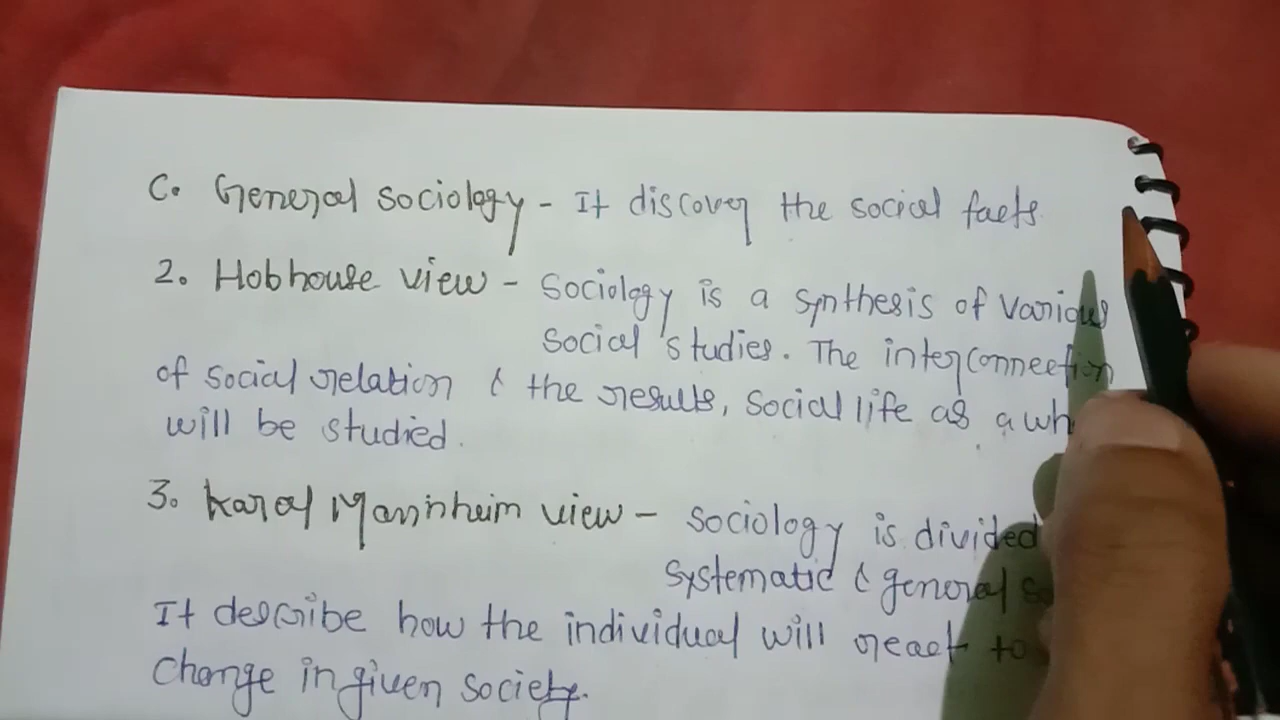 C. General sociology - It discover the social facts
2. Hobhouse view - Sociology is a synthesis of various
social studies. The interconnection
of social relation & the results, social life as a
will be studied.
3. Karal Mannheim view - Sociology is divided
systematic & general
It describe how the individual will react to
change in given society.